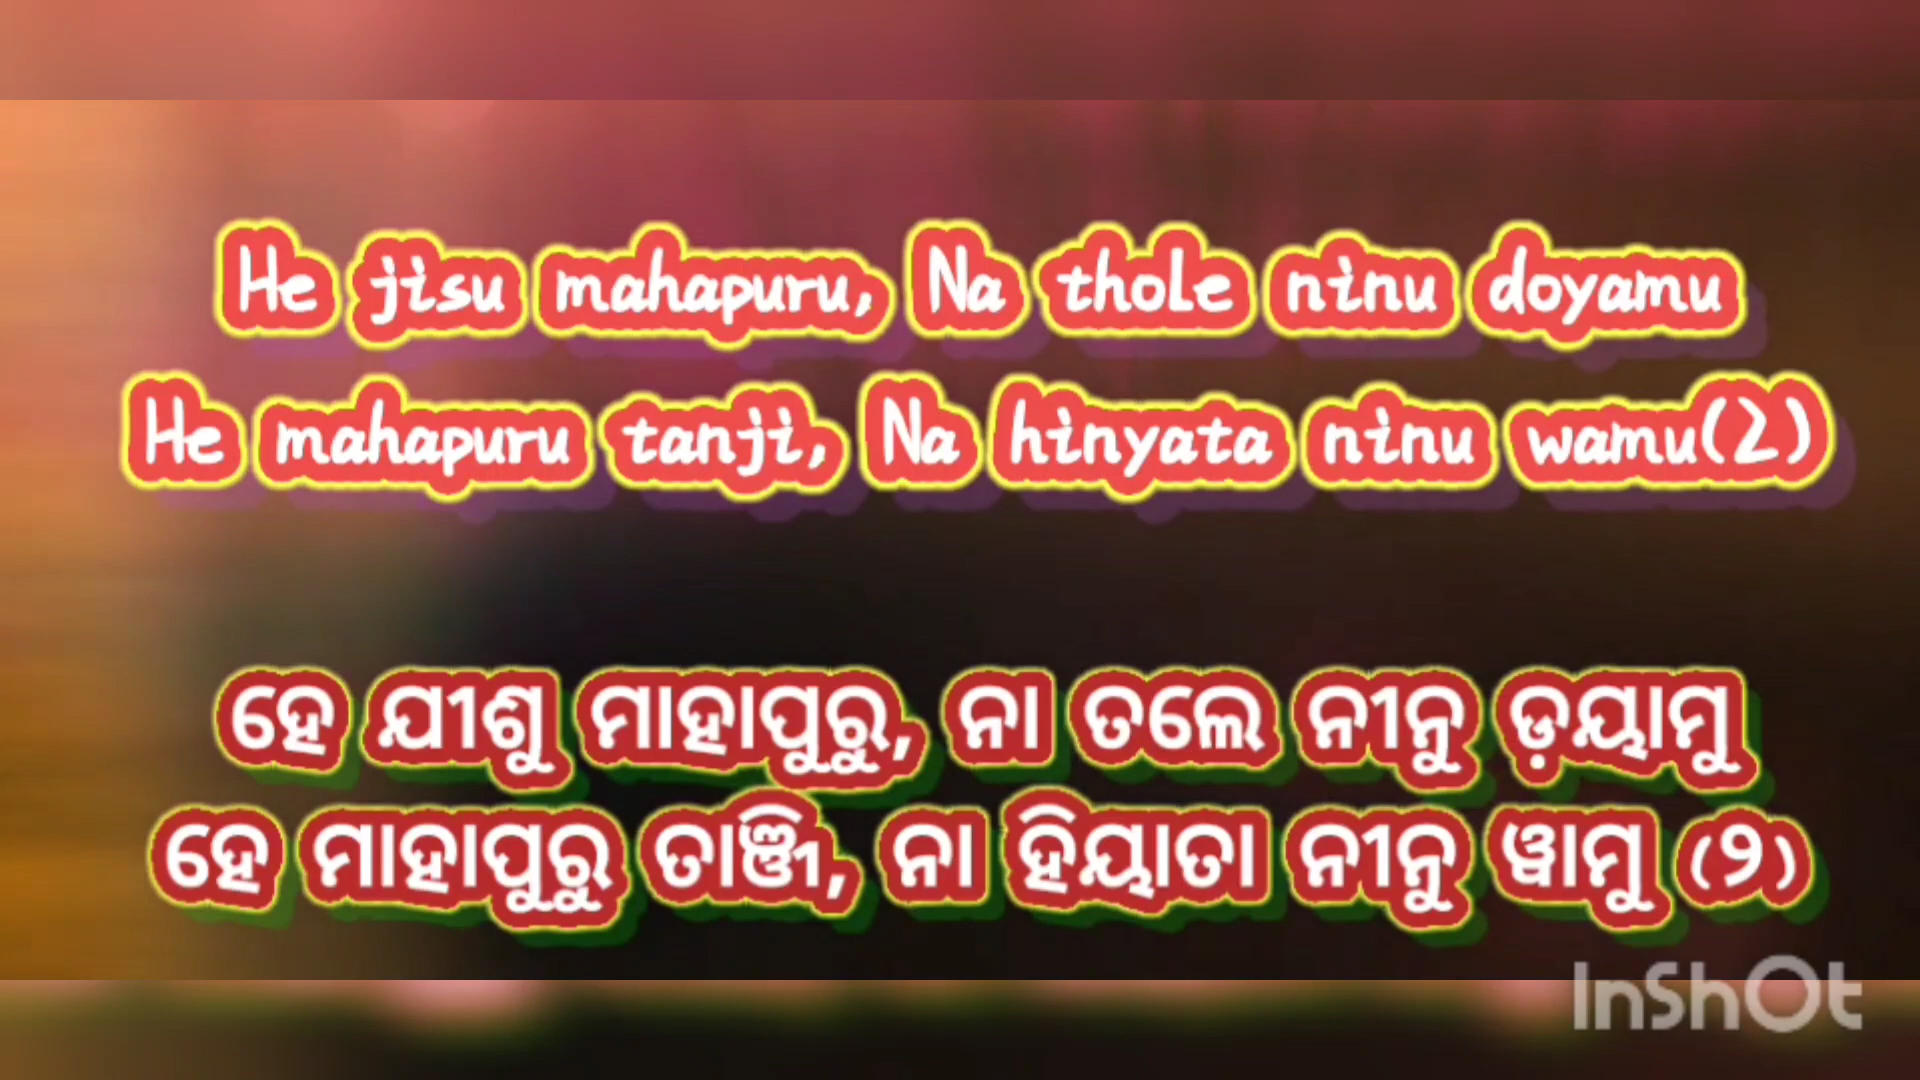 He jisu mahapuru, Na thole ninu doyamu
He mahapuru tanji, Na hinyata ninu wamu(2)
ହେ ଯୀଶୁ ମାହାପୁରୁ, ନା ତଲେ ନୀନୁ ଡ଼ୟାମୁ
ହେ ମାହାପୁରୁ ତାଞ୍ଜି, ନା ହିୟାତା ନୀନୁ ୱାମୁ (୨)
InShOt